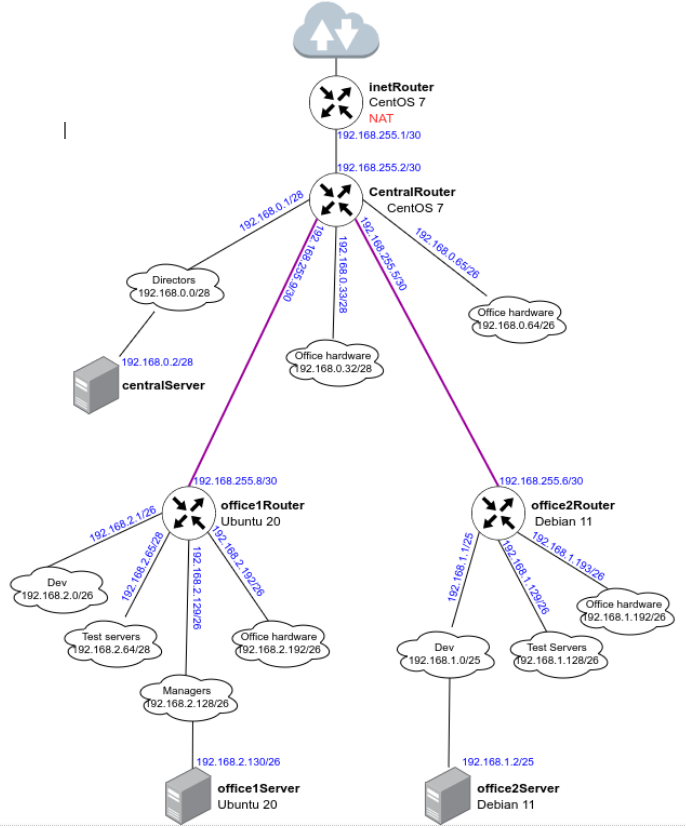 inetRouter
CentOS 7
NAT
192.168.255.1/30
192.168.255.2/30
CentralRouter
CentOS 7
192.168.0.1/28
192.168.255.9/30
192.168.0.33/28
192.168.255.5/30
192.168.0.65/26
Directors
192.168.0.0/28
Office hardware
192.168.0.64/26
Office hardware
192.168.0.32/28
192.168.0.2/28
centralServer
192.168.255.8/30
office1Router
Ubuntu 20
192.168.255.6/30
office2Router
Debian 11
192.168.2.1/26
192.168.2.65/28
192.168.2.129/26
192.168.2.192/26
192.168.1.1/25
192.168.1.129/26
192.168.1.193/26
Dev
192.168.2.0/26
Test servers
192.168.2.64/28
Office hardware
192.168.2.192/26
Managers
192.168.2.128/26
Dev
192.168.1.0/25
Test Servers
192.168.1.128/26
Office hardware
192.168.1.192/26
192.168.2.130/26
office1Server
Ubuntu 20
192.168.1.2/25
office2Server
Debian 11